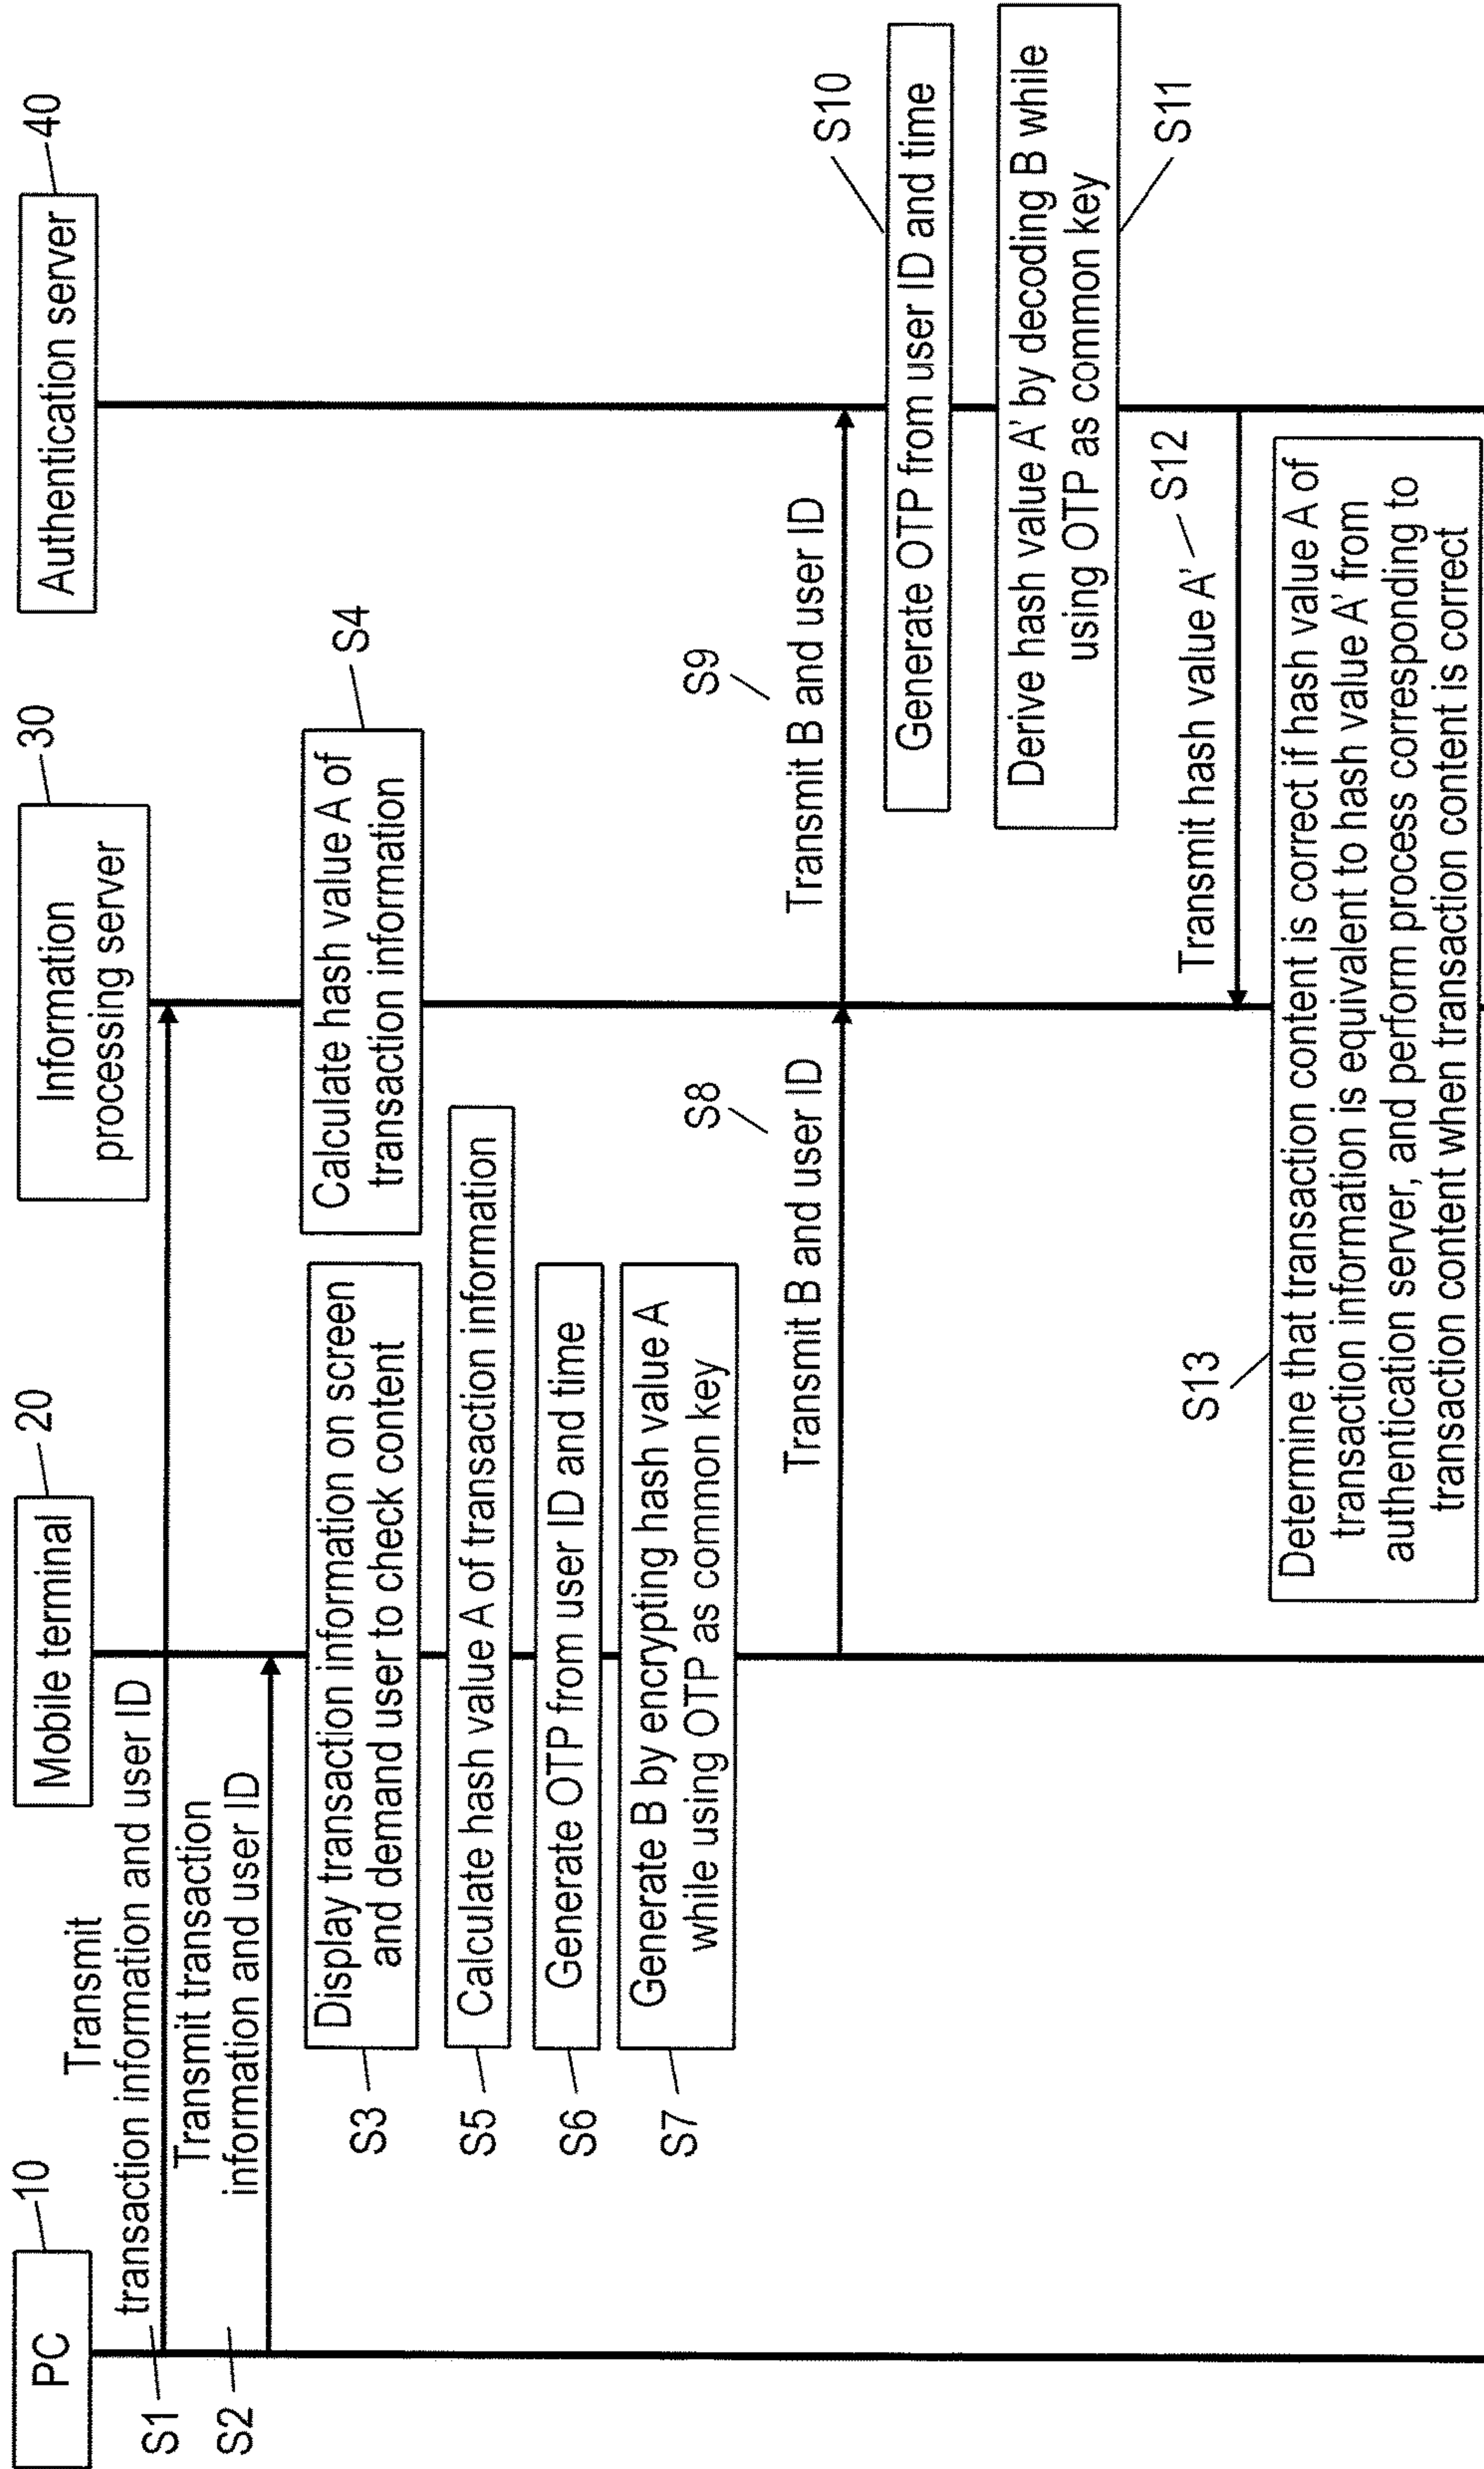 PC
10
Mobile terminal
20
Information
processing server
30
Authentication server
40
S1
Transmit
transaction information and user ID
S2
Transmit transaction
information and user ID
S3
Display transaction information on screen
and demand user to check content
Calculate hash value A of
transaction information
S4
S5
Calculate hash value A of transaction information
S6
Generate OTP from user ID and time
S7
Generate B by encrypting hash value A
while using OTP as common key
S8
Transmit B and user ID
S9
Transmit B and user ID
Generate OTP from user ID and time
S10
Derive hash value A' by decoding B while
using OTP as common key
S11
Transmit hash value A'
S12
S13
Determine that transaction content is correct if hash value A of
transaction information is equivalent to hash value A' from
authentication server, and perform process corresponding to
transaction content when transaction content is correct